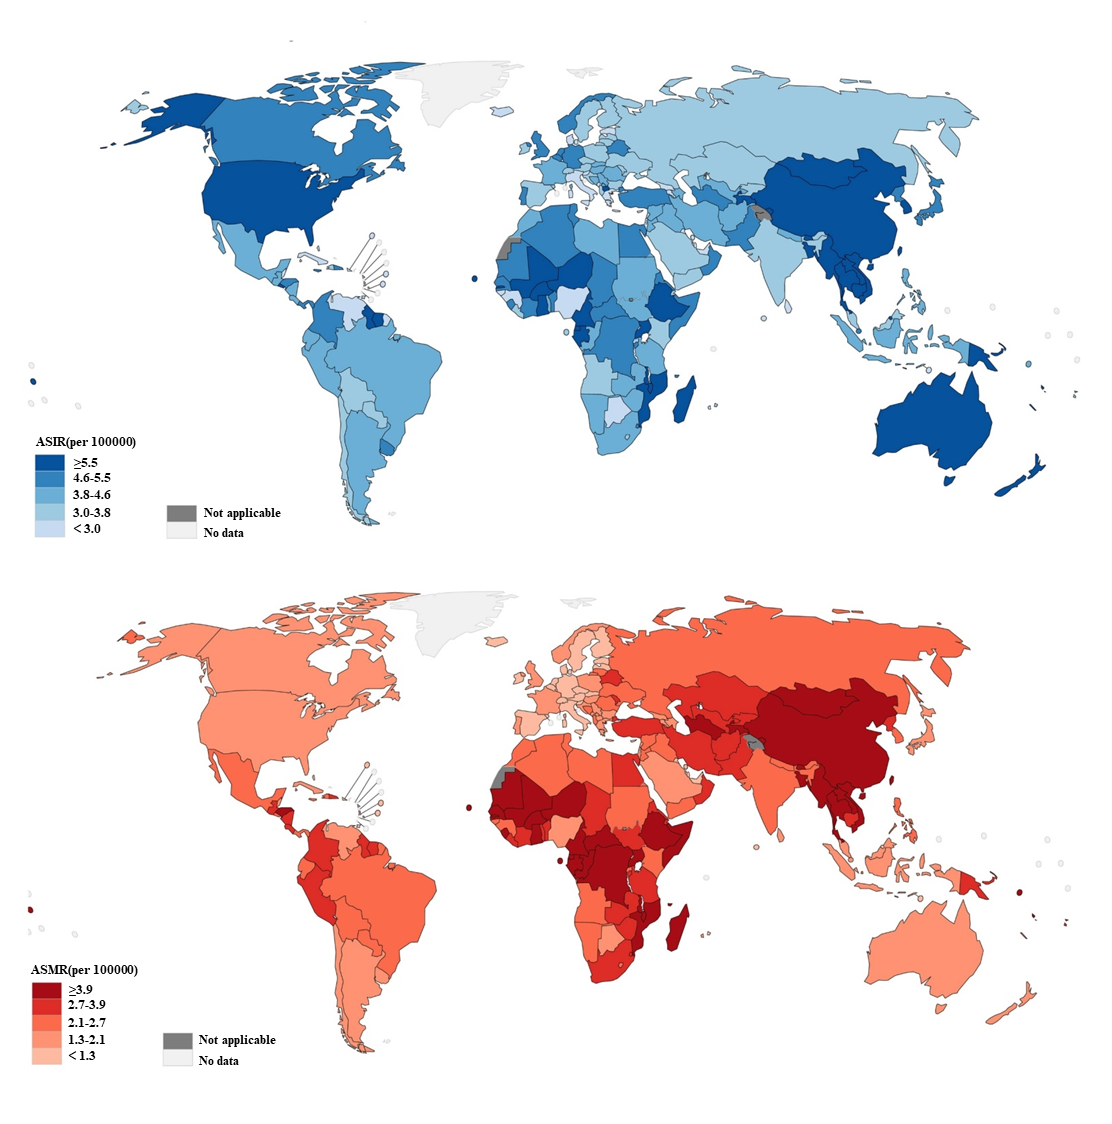 ASIR(per 100000)
≥5.5
4.6-5.5
3.8-4.6
3.0-3.8
< 3.0
Not applicable
No data
ASMR(per 100000)
≥3.9
2.7-3.9
2.1-2.7
1.3-2.1
< 1.3
Not applicable
No data